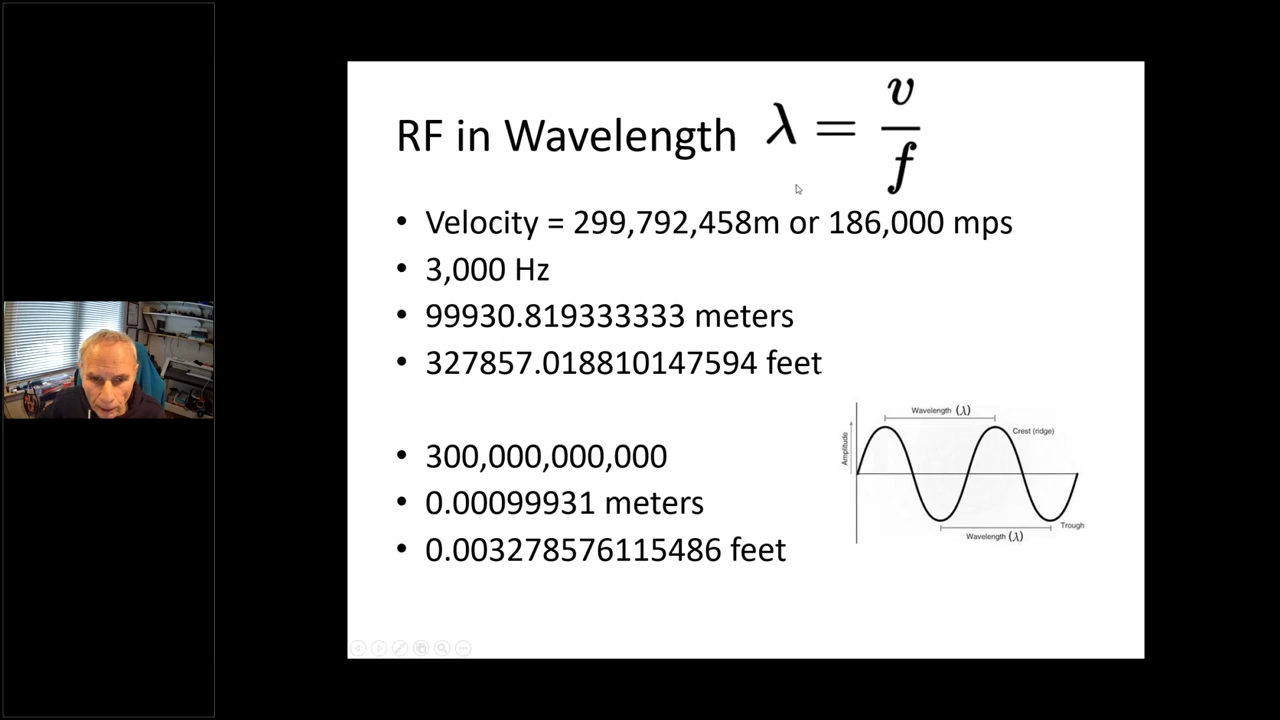 RF in Wavelength λ = v/f
• Velocity = 299,792,458m or 186,000 mps
• 3,000 Hz
• 99930.819333333 meters
• 327857.018810147594 feet
• 300,000,000,000
• 0.00099931 meters
• 0.003278576115486 feet
Wavelength (λ)
Crest (ridge)
Amplitude
Trough
Wavelength (λ)